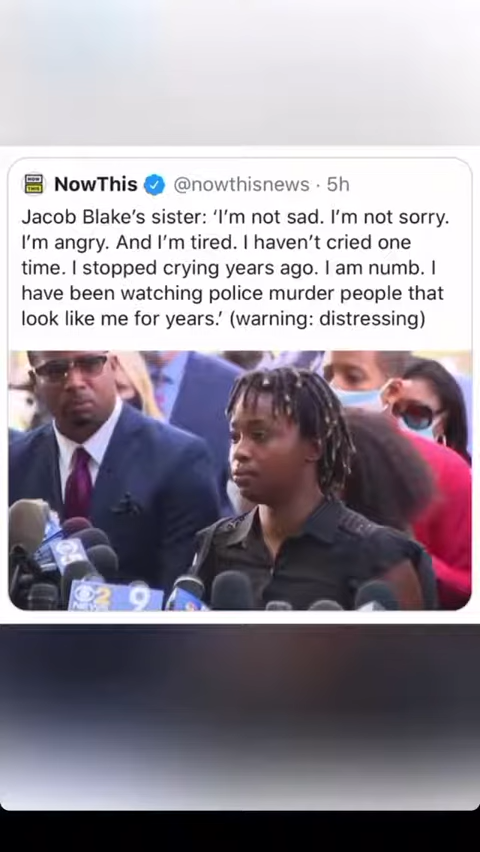 NOW
THIS
NowThis @nowthisnews · 5h
Jacob Blake’s sister: ‘I’m not sad. I’m not sorry.
I’m angry. And I’m tired. I haven’t cried one
time. I stopped crying years ago. I am numb. I
have been watching police murder people that
look like me for years.’ (warning: distressing)
2
9